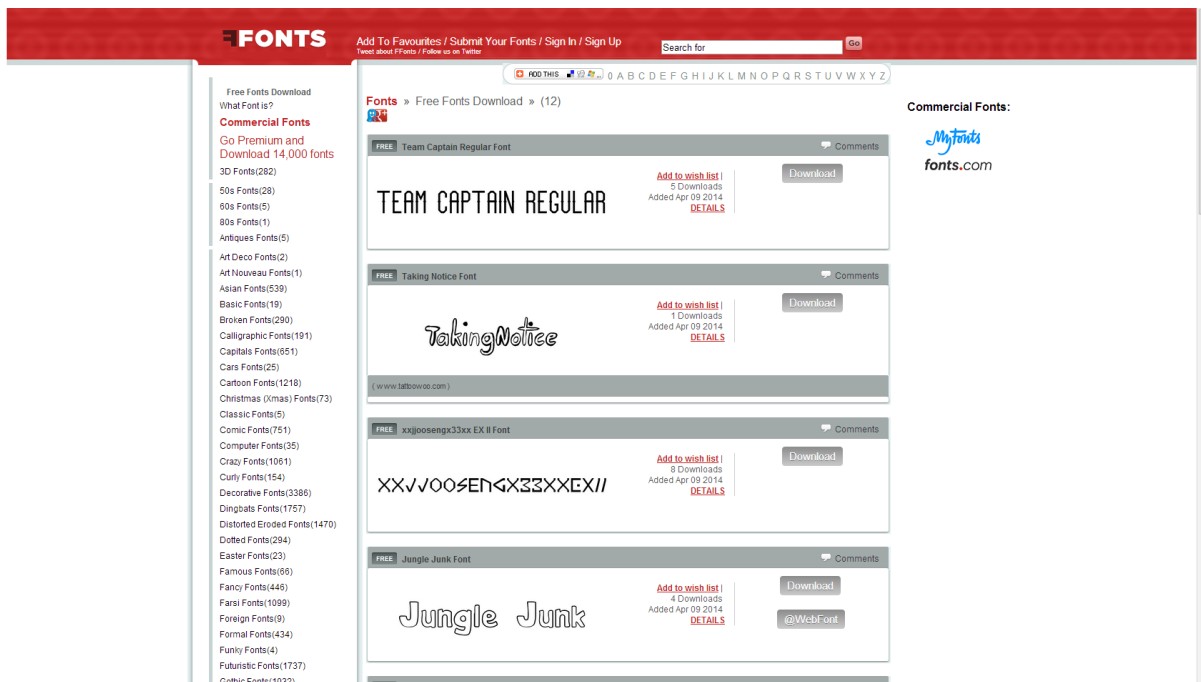 FFONTS
Add To Favourites / Submit Your Fonts / Sign In / Sign Up
Tweet about FFonts / Follow us on Twitter
Search for
Go
ADD THIS
0 A B C D E F G H I J K L M N O P Q R S T U V W X Y Z
Free Fonts Download
What Font is?
Commercial Fonts
Go Premium and
Download 14,000 fonts
3D Fonts(282)
50s Fonts(28)
60s Fonts(5)
80s Fonts(1)
Antiques Fonts(5)
Art Deco Fonts(2)
Art Nouveau Fonts(1)
Asian Fonts(539)
Basic Fonts(19)
Broken Fonts(290)
Calligraphic Fonts(191)
Capitals Fonts(651)
Cars Fonts(25)
Cartoon Fonts(1218)
Christmas (Xmas) Fonts(73)
Classic Fonts(5)
Comic Fonts(751)
Computer Fonts(35)
Crazy Fonts(1061)
Curly Fonts(154)
Decorative Fonts(3386)
Dingbats Fonts(1757)
Distorted Eroded Fonts(1470)
Dotted Fonts(294)
Easter Fonts(23)
Famous Fonts(66)
Fancy Fonts(446)
Farsi Fonts(1099)
Foreign Fonts(9)
Formal Fonts(434)
Funky Fonts(4)
Futuristic Fonts(1737)
Gothic Fonts(1032)
Fonts » Free Fonts Download » (12)
FREE Team Captain Regular Font
Comments
TEAM CAPTAIN REGULAR
Add to wish list |
5 Downloads
Added Apr 09 2014
DETAILS
Download
FREE Taking Notice Font
Comments
TakingNotice
Add to wish list |
1 Downloads
Added Apr 09 2014
DETAILS
Download
( www.tattoowoo.com )
FREE xxjjoosengx33xx EX II Font
Comments
XXJJOOSENGX33XXEXII
Add to wish list |
8 Downloads
Added Apr 09 2014
DETAILS
Download
FREE Jungle Junk Font
Comments
Jungle Junk
Add to wish list |
4 Downloads
Added Apr 09 2014
DETAILS
Download
@WebFont
Commercial Fonts:
MyFonts
fonts.com